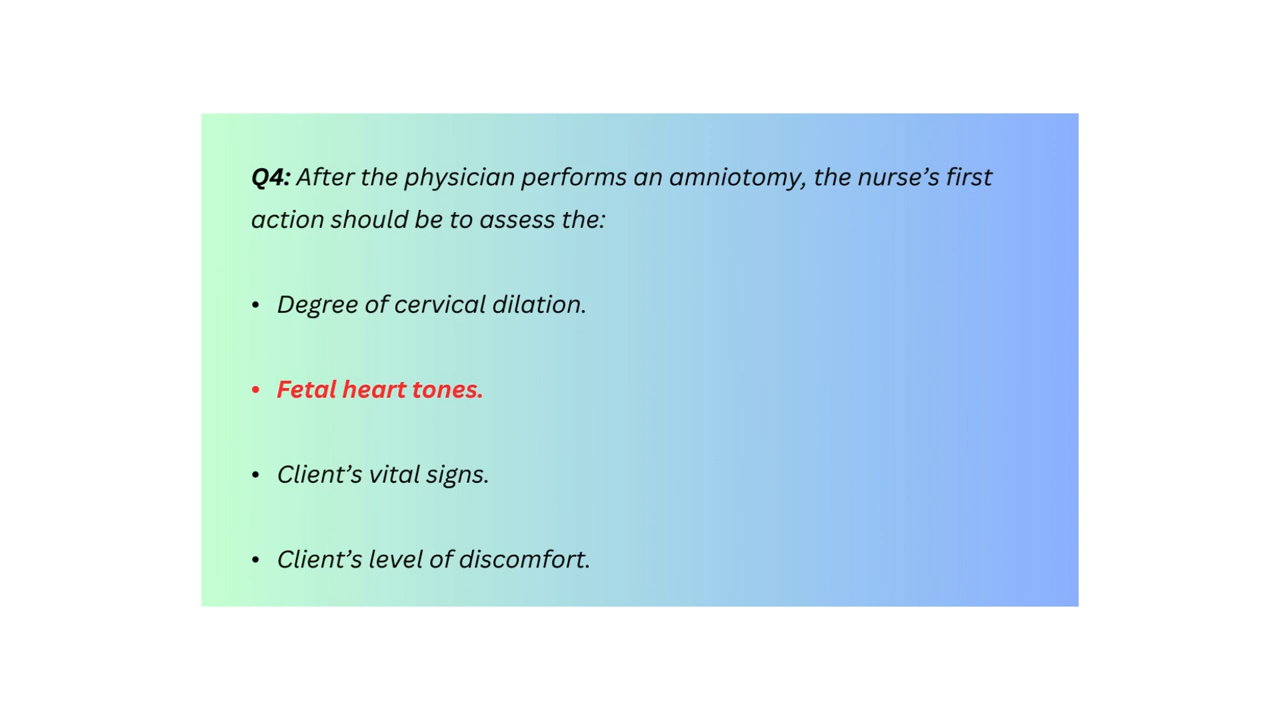 Q4: After the physician performs an amniotomy, the nurse’s first
action should be to assess the:
• Degree of cervical dilation.
• Fetal heart tones.
• Client’s vital signs.
• Client’s level of discomfort.